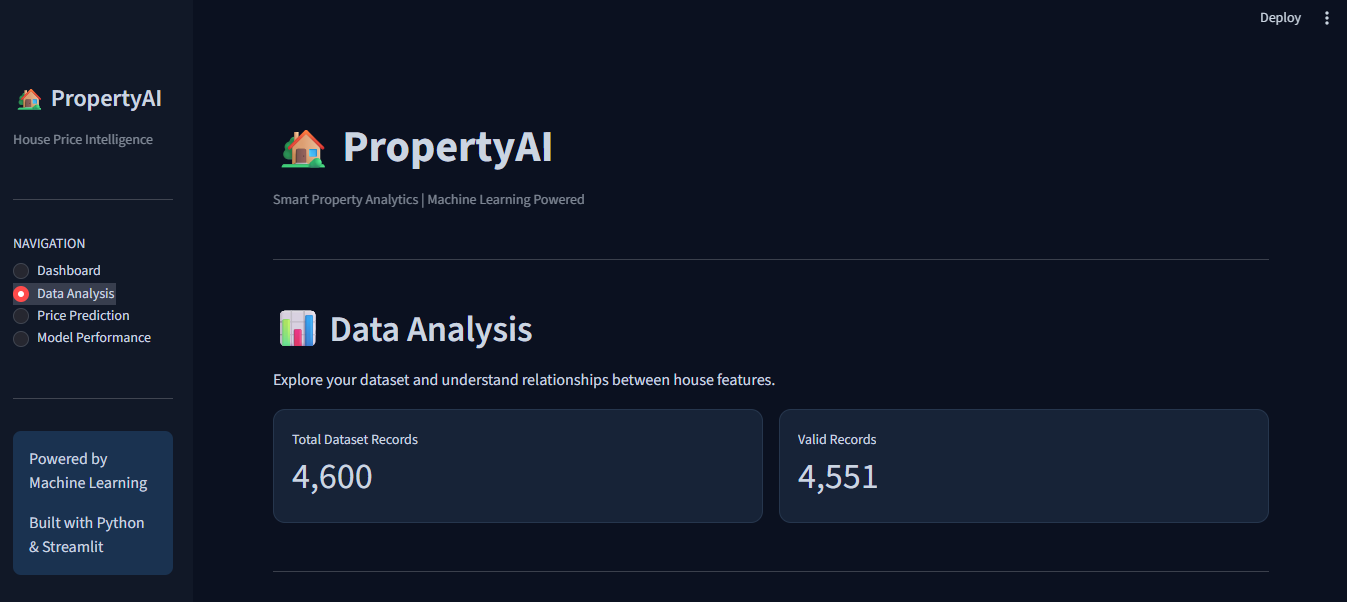 Deploy
PropertyAI
House Price Intelligence
NAVIGATION
Dashboard
Data Analysis
Price Prediction
Model Performance
Powered by
Machine Learning
Built with Python
& Streamlit
PropertyAI
Smart Property Analytics | Machine Learning Powered
Data Analysis
Explore your dataset and understand relationships between house features.
Total Dataset Records
4,600
Valid Records
4,551